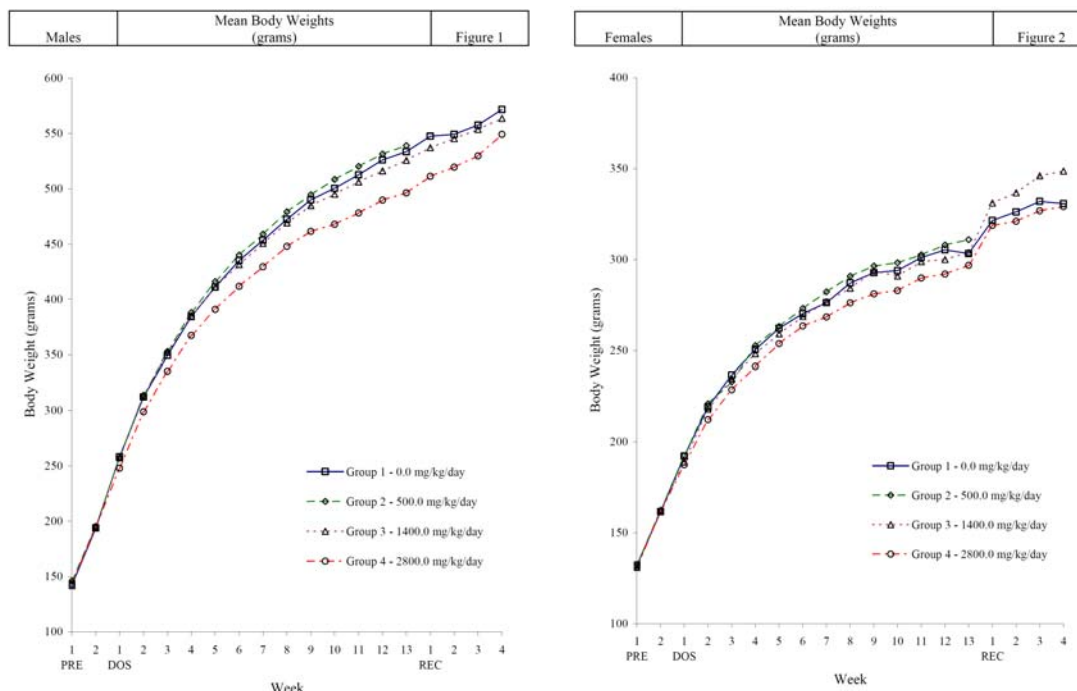 Males
Mean Body Weights
(grams)
Figure 1
600
550
500
450
400
350
300
250
200
150
100
Body Weight (grams)
Group 1 - 0.0 mg/kg/day
Group 2 - 500.0 mg/kg/day
Group 3 - 1400.0 mg/kg/day
Group 4 - 2800.0 mg/kg/day
1 2 1 2 3 4 5 6 7 8 9 10 11 12 13 1 2 3 4
PRE DOS REC
Week
Females
Mean Body Weights
(grams)
Figure 2
400
350
300
250
200
150
100
Body Weight (grams)
Group 1 - 0.0 mg/kg/day
Group 2 - 500.0 mg/kg/day
Group 3 - 1400.0 mg/kg/day
Group 4 - 2800.0 mg/kg/day
1 2 1 2 3 4 5 6 7 8 9 10 11 12 13 1 2 3 4
PRE DOS REC
Week